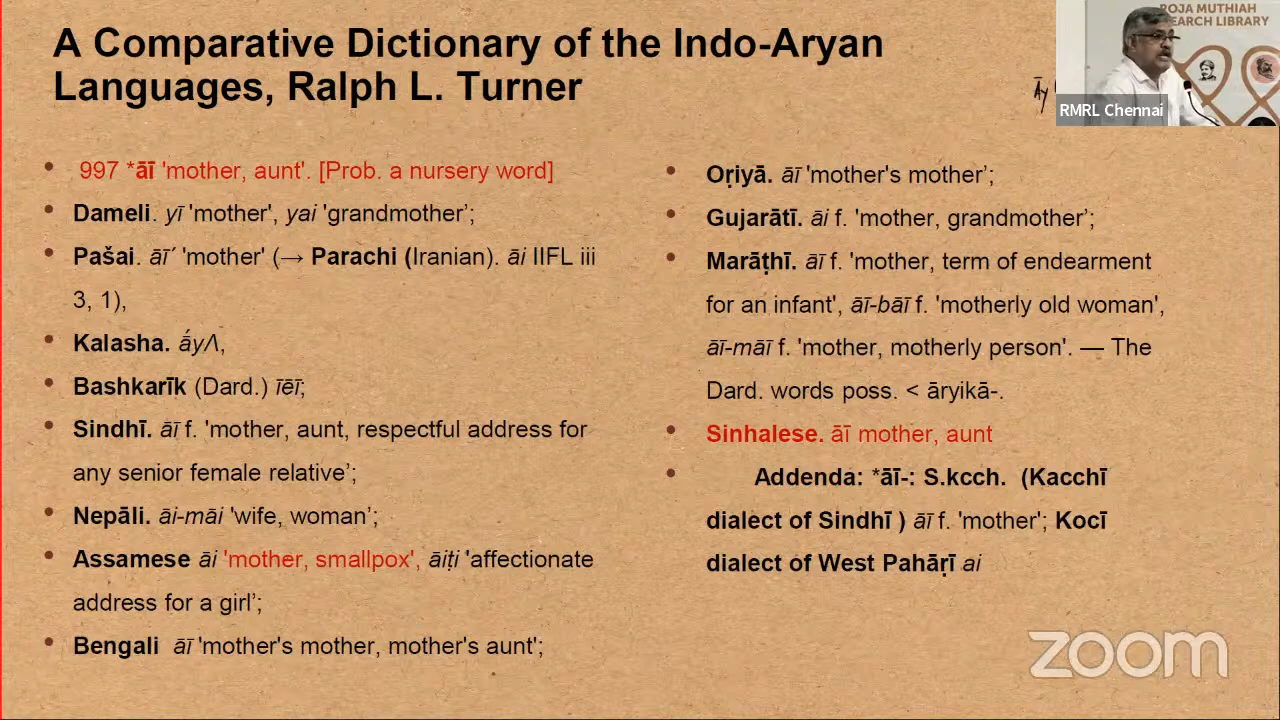 A Comparative Dictionary of the Indo-Aryan
Languages, Ralph L. Turner
ROJA MUTHIAH
EARCH LIBRARY
Āy
RMRL Chennai
• 997 *āī 'mother, aunt'. [Prob. a nursery word]
• Dameli. yī 'mother', yai 'grandmother’;
• Pašai. āī´ 'mother' (→ Parachi (Iranian). āi IIFL iii
3, 1),
• Kalasha. ā́yΛ,
• Bashkarīk (Dard.) īēī;
• Sindhī. āī f. 'mother, aunt, respectful address for
any senior female relative’;
• Nepāli. āi-māi 'wife, woman’;
• Assamese āi 'mother, smallpox', āiṭi 'affectionate
address for a girl’;
• Bengali āī 'mother's mother, mother's aunt';
• Oṛiyā. āī 'mother's mother’;
• Gujarātī. āi f. 'mother, grandmother’;
• Marāṭhī. āī f. 'mother, term of endearment
for an infant', āī-bāī f. 'motherly old woman',
āī-māī f. 'mother, motherly person'. — The
Dard. words poss. < āryikā-.
• Sinhalese. āī mother, aunt
• Addenda: *āī-: S.kcch. (Kacchī
dialect of Sindhī ) āī f. 'mother'; Kocī
dialect of West Pahāṛī ai
zoom